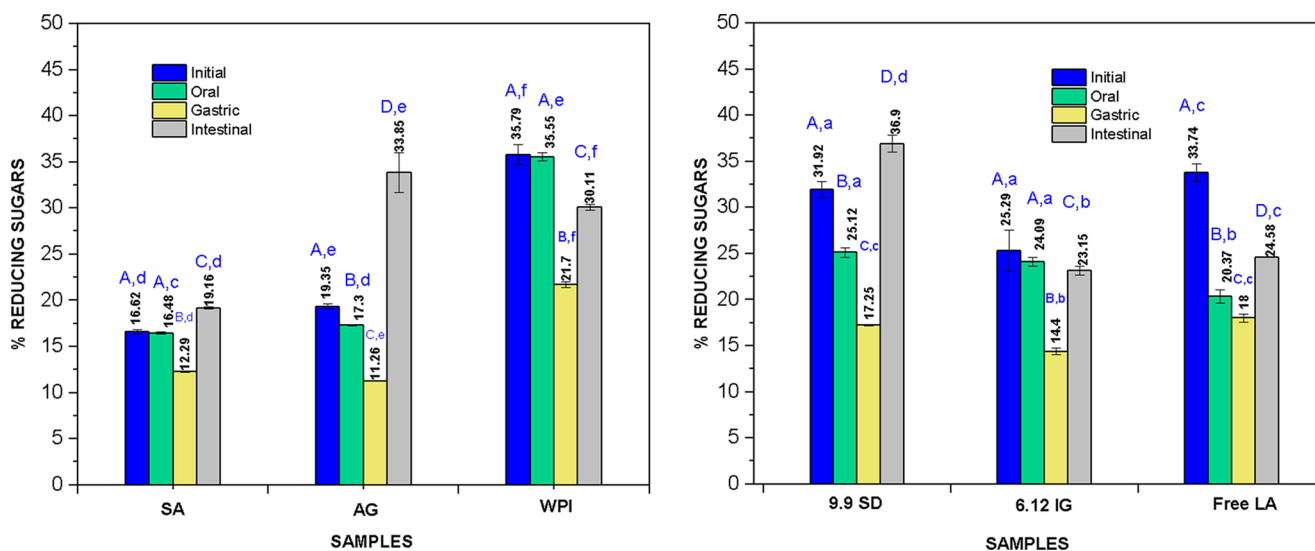 50
45
40
35
30
25
20
15
10
5
0
% REDUCING SUGARS
Initial
Oral
Gastric
Intestinal
A,d
16.62
A,c
16.48
B,d
12.29
C,d
19.16
A,e
19.35
B,d
17.3
C,e
11.26
D,e
33.85
A,f
35.79
A,e
35.55
B,f
21.7
C,f
30.11
SA
AG
WPI
SAMPLES
50
45
40
35
30
25
20
15
10
5
0
% REDUCING SUGARS
Initial
Oral
Gastric
Intestinal
A,a
31.92
B,a
25.12
C,c
17.25
D,d
36.9
A,a
25.29
A,a
24.09
B,b
14.4
C,b
23.15
A,c
33.74
B,b
20.37
C,c
18
D,c
24.58
9.9 SD
6.12 IG
Free LA
SAMPLES